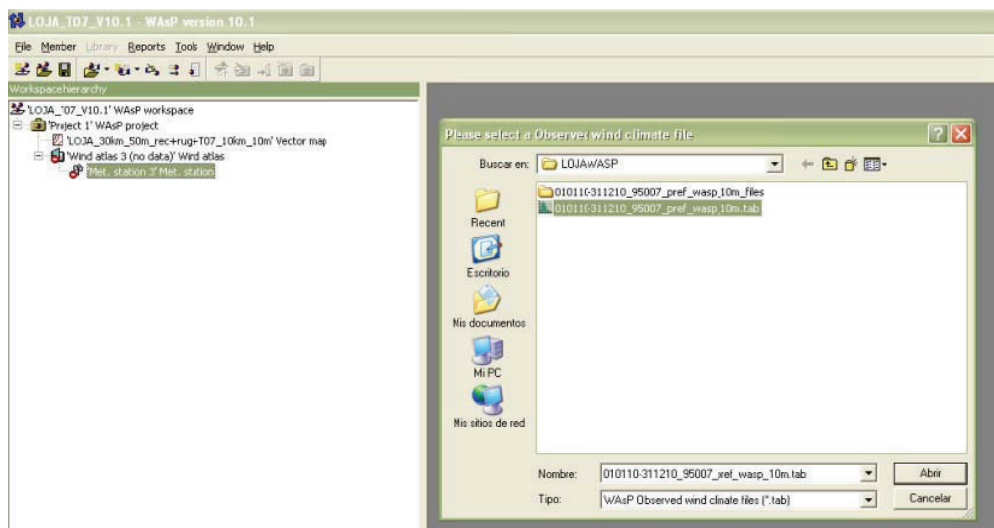 LOJA_T07_V10.1 - WAsP version 10.1
File Member Library Reports Tools Window Help
Workspace hierarchy
'LOJA_T07_V10.1' WAsP workspace
'Project 1' WAsP project
'LOJA_30km_50m_rec+rug+T07_10km_10m' Vector map
'Wind atlas 3 (no data)' Wind atlas
'Met. station 3' Met. station
Please select a Observed wind climate file
Buscar en: LOJAWASP
010110-311210_95007_pref_wasp_10m_files
010110-311210_95007_pref_wasp_10m.tab
Recent
Escritorio
Mis documentos
Mi PC
Mis sitios de red
Nombre: 010110-311210_95007_xef_wasp_10m.tab Abrir
Tipo: WAsP Observed wind climate files (*.tab) Cancelar